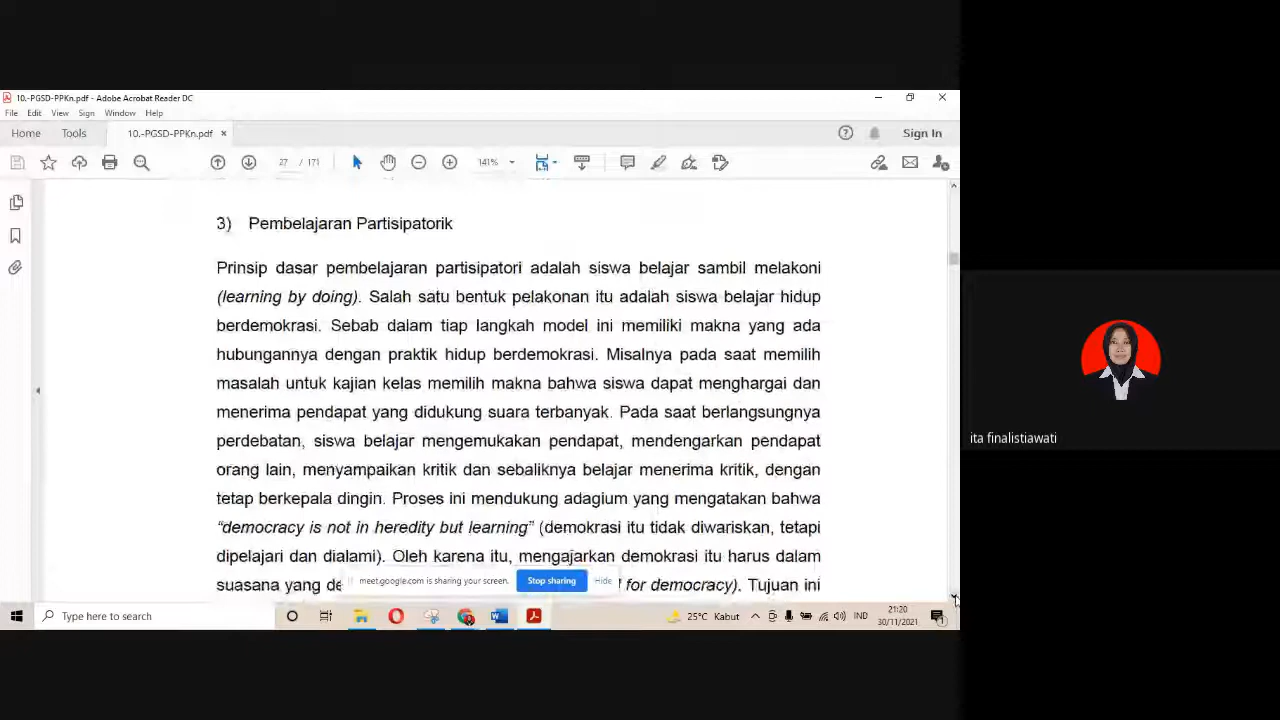 10.-PGSD-PPKn.pdf - Adobe Acrobat Reader DC
File Edit View Sign Window Help
Home Tools 10.-PGSD-PPKn.pdf × Sign In
27 / 171 141%
3) Pembelajaran Partisipatorik
Prinsip dasar pembelajaran partisipatori adalah siswa belajar sambil melakoni
(learning by doing). Salah satu bentuk pelakonan itu adalah siswa belajar hidup
berdemokrasi. Sebab dalam tiap langkah model ini memiliki makna yang ada
hubungannya dengan praktik hidup berdemokrasi. Misalnya pada saat memilih
masalah untuk kajian kelas memilih makna bahwa siswa dapat menghargai dan
menerima pendapat yang didukung suara terbanyak. Pada saat berlangsungnya
perdebatan, siswa belajar mengemukakan pendapat, mendengarkan pendapat
orang lain, menyampaikan kritik dan sebaliknya belajar menerima kritik, dengan
tetap berkepala dingin. Proses ini mendukung adagium yang mengatakan bahwa
“democracy is not in heredity but learning” (demokrasi itu tidak diwariskan, tetapi
dipelajari dan dialami). Oleh karena itu, mengajarkan demokrasi itu harus dalam
suasana yang for democracy). Tujuan ini
meet.google.com is sharing your screen. Stop sharing Hide
ita finalistiawati
Type here to search
25°C Kabut
IND
21:20
30/11/2021